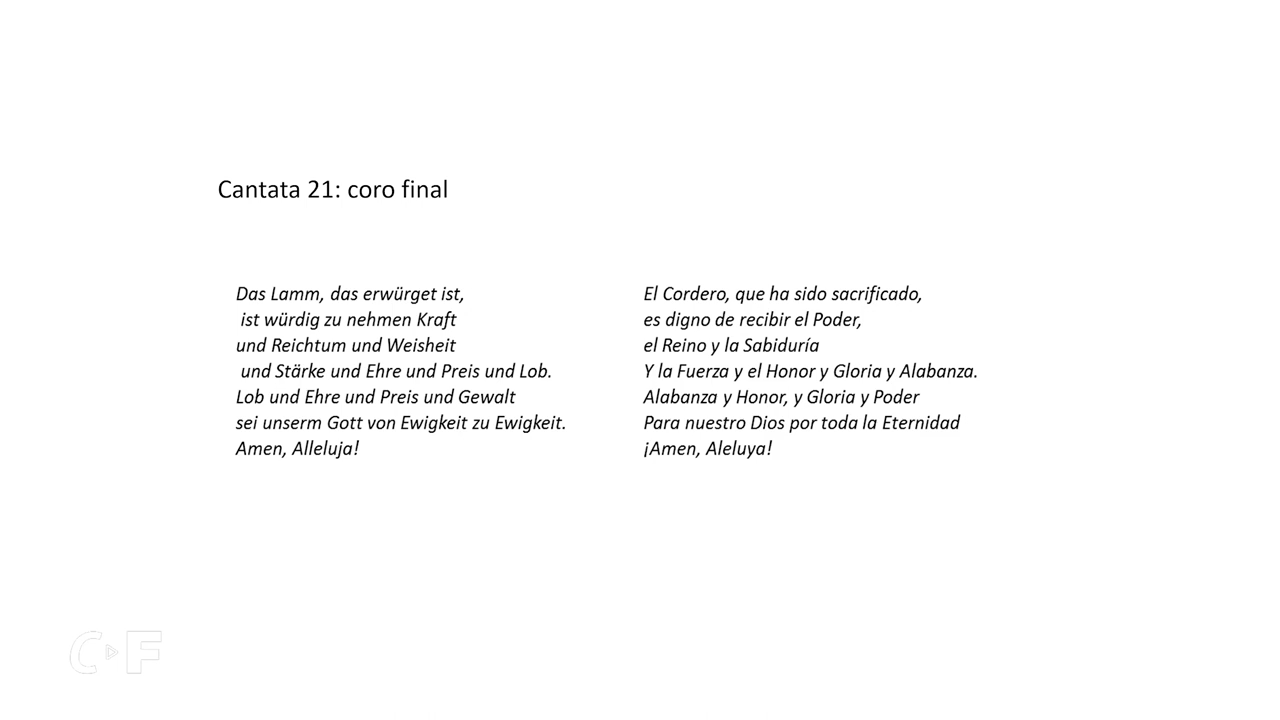 Cantata 21: coro final
Das Lamm, das erwürget ist,
ist würdig zu nehmen Kraft
und Reichtum und Weisheit
und Stärke und Ehre und Preis und Lob.
Lob und Ehre und Preis und Gewalt
sei unserm Gott von Ewigkeit zu Ewigkeit.
Amen, Alleluja!
El Cordero, que ha sido sacrificado,
es digno de recibir el Poder,
el Reino y la Sabiduría
Y la Fuerza y el Honor y Gloria y Alabanza.
Alabanza y Honor, y Gloria y Poder
Para nuestro Dios por toda la Eternidad
¡Amen, Aleluya!
C F